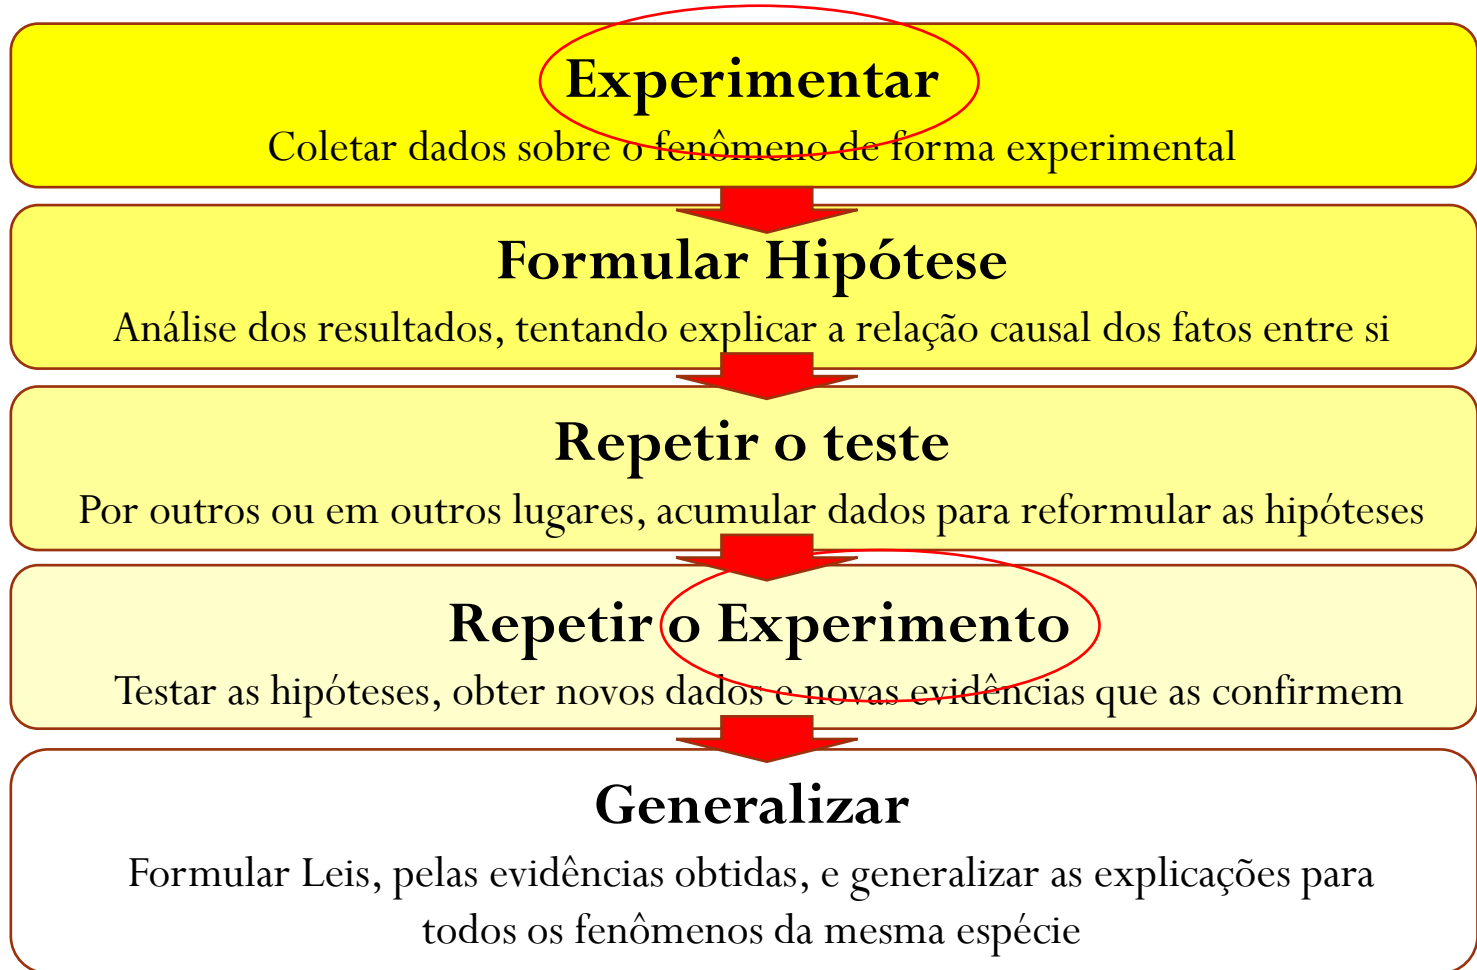 Experimentar
Coletar dados sobre o fenômeno de forma experimental
Formular Hipótese
Análise dos resultados, tentando explicar a relação causal dos fatos entre si
Repetir o teste
Por outros ou em outros lugares, acumular dados para reformular as hipóteses
Repetir o Experimento
Testar as hipóteses, obter novos dados e novas evidências que as confirmem
Generalizar
Formular Leis, pelas evidências obtidas, e generalizar as explicações para
todos os fenômenos da mesma espécie